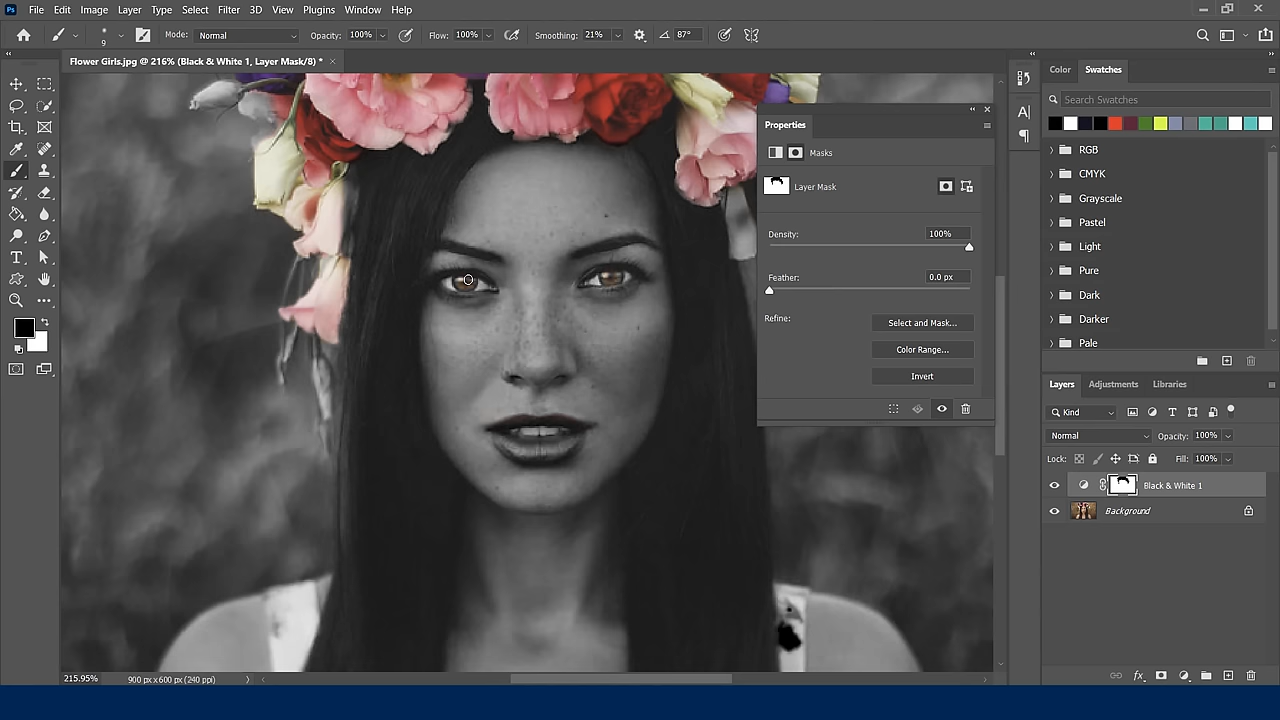 Ps File Edit Image Layer Type Select Filter 3D View Plugins Window Help
9 Mode: Normal Opacity: 100% Flow: 100% Smoothing: 21% 87°
Flower Girls.jpg @ 216% (Black & White 1, Layer Mask/8) *
Color Swatches
Search Swatches
RGB
CMYK
Grayscale
Pastel
Light
Pure
Dark
Darker
Pale
Properties
Masks
Layer Mask
Density: 100%
Feather: 0.0 px
Refine: Select and Mask...
Color Range...
Invert
Layers Adjustments Libraries
Kind
Normal Opacity: 100%
Lock: Fill: 100%
Black & White 1
Background
fx
215.95% 900 px x 600 px (240 ppi)